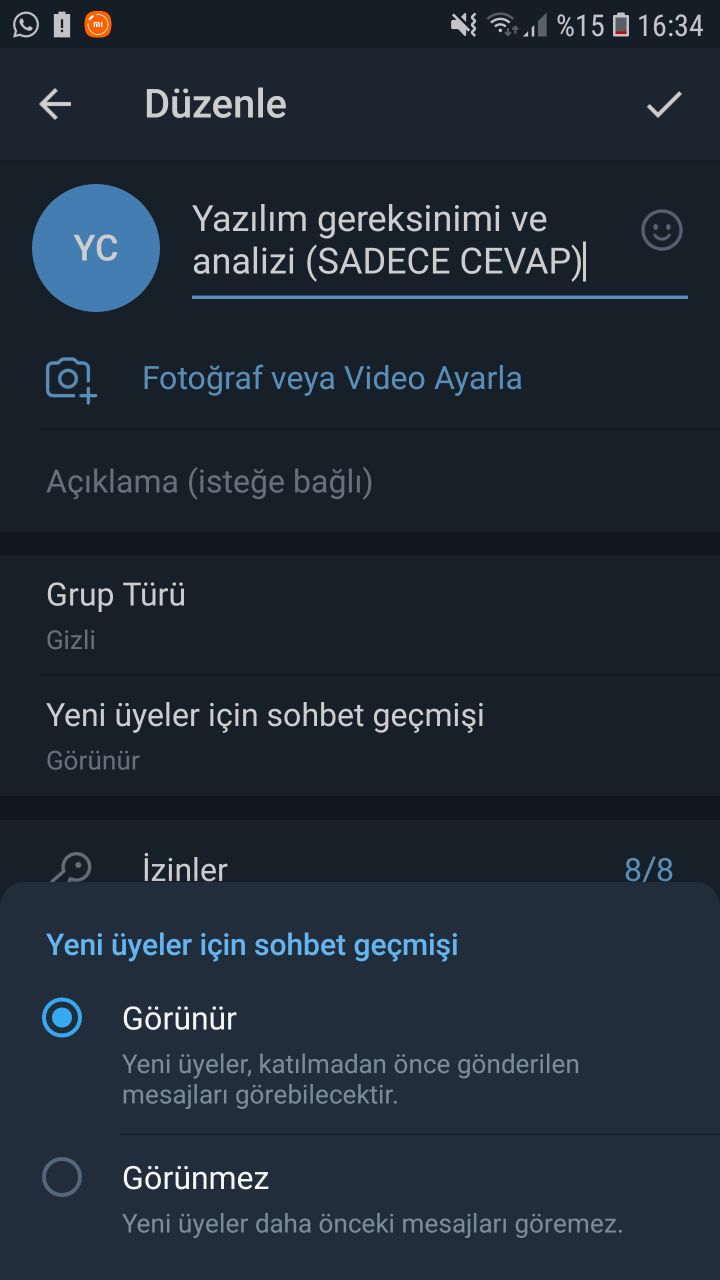 %15 16:34
Düzenle
YC
Yazılım gereksinimi ve
analizi (SADECE CEVAP)
Fotoğraf veya Video Ayarla
Açıklama (isteğe bağlı)
Grup Türü
Gizli
Yeni üyeler için sohbet geçmişi
Görünür
İzinler 8/8
Yeni üyeler için sohbet geçmişi
Görünür
Yeni üyeler, katılmadan önce gönderilen
mesajları görebilecektir.
Görünmez
Yeni üyeler daha önceki mesajları göremez.